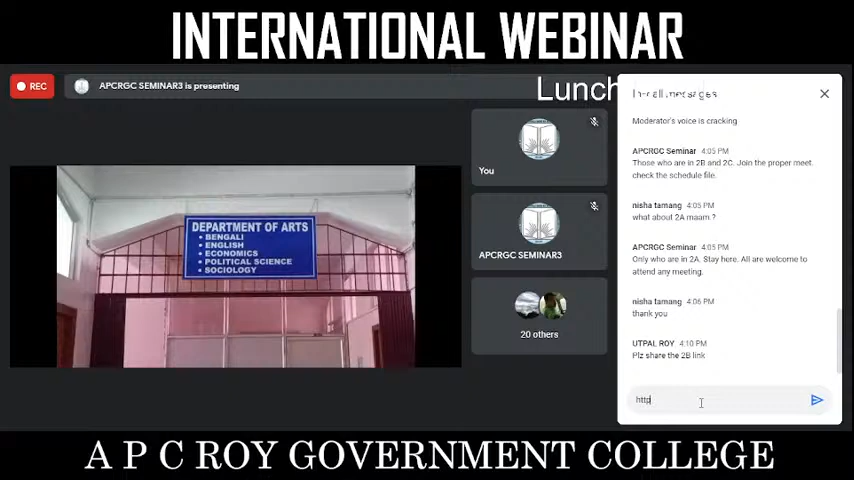 INTERNATIONAL WEBINAR
REC
APCRGC SEMINAR3 is presenting
Lunch
In-call messages
Moderator's voice is cracking
APCRGC Seminar 4:05 PM
Those who are in 2B and 2C. Join the proper meet.
check the schedule file.
nisha tamang 4:05 PM
what about 2A maam ?
APCRGC Seminar 4:05 PM
Only who are in 2A. Stay here. All are welcome to
attend any meeting.
nisha tamang 4:06 PM
thank you
UTPAL ROY 4:10 PM
Plz share the 2B link
http
You
APCRGC SEMINAR3
20 others
DEPARTMENT OF ARTS
• BENGALI
• ENGLISH
• ECONOMICS
• POLITICAL SCIENCE
• SOCIOLOGY
A P C ROY GOVERNMENT COLLEGE